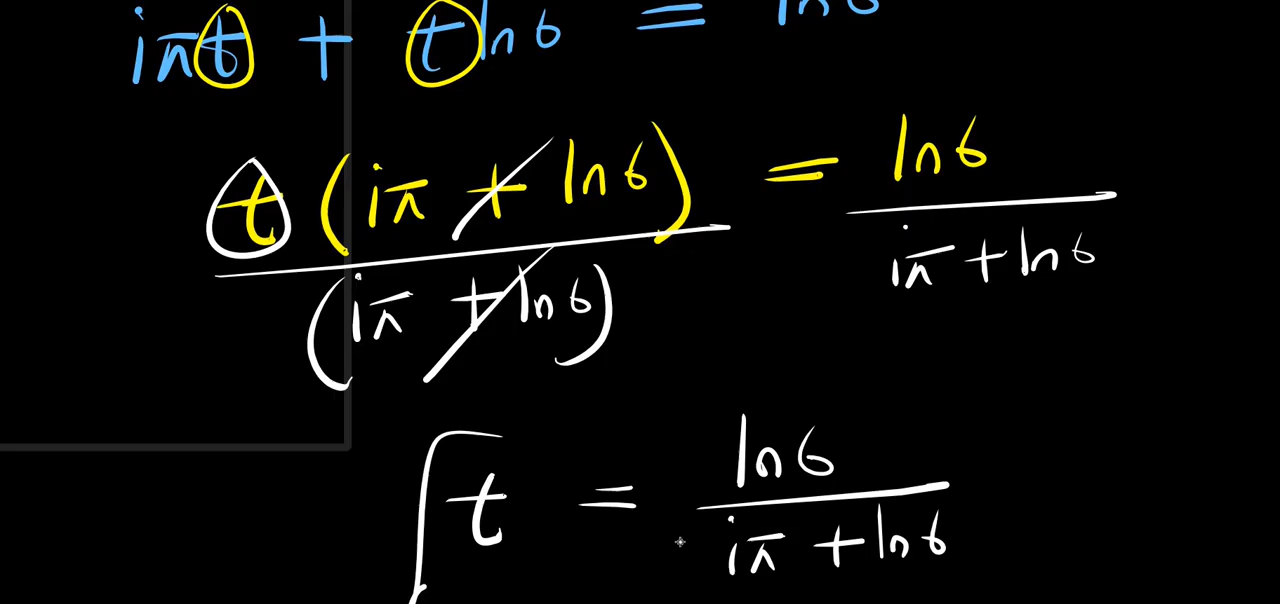 iπt + t ln6 = ln6
t (iπ + ln6) = ln6
(iπ + ln6) iπ + ln6
t = ln6
iπ + ln6